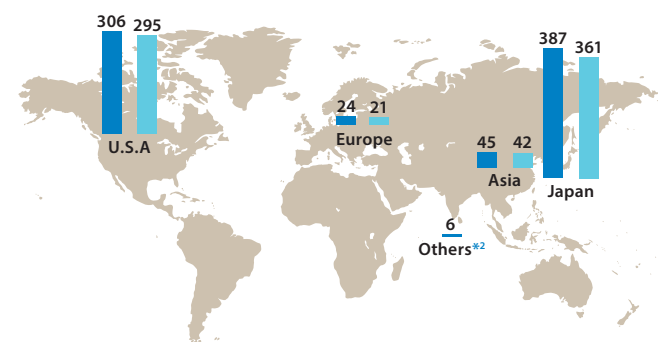 306 295
U.S.A
24 21
Europe
45 42
Asia
387 361
Japan
6
Others*2